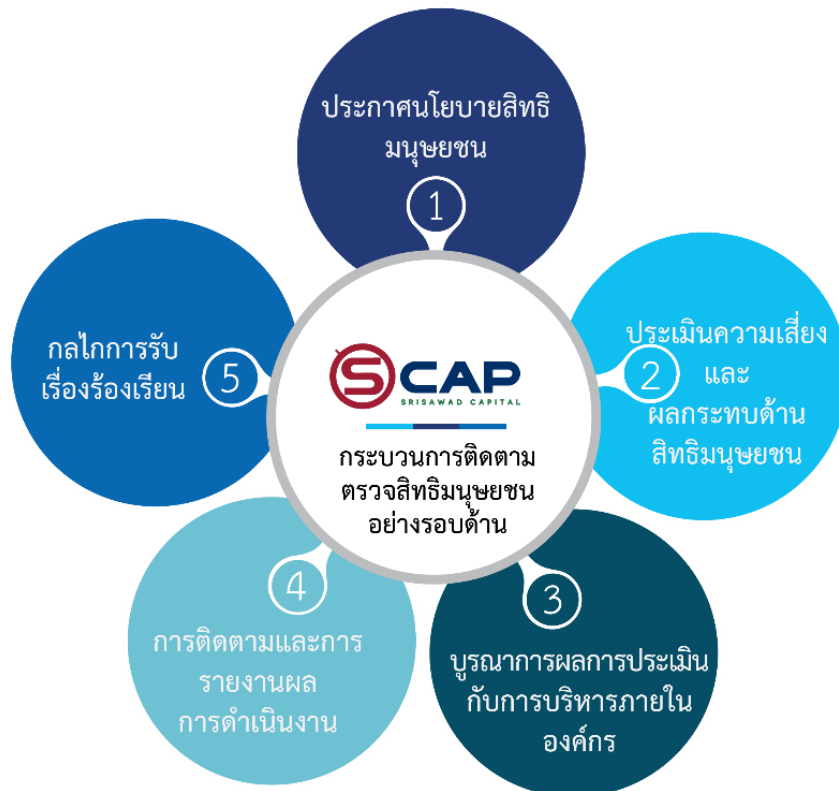 ประกาศนโยบายสิทธิ
มนุษยชน
1
ประเมินความเสี่ยง
และ
ผลกระทบด้าน
สิทธิมนุษยชน
2
3
บูรณาการผลการประเมิน
กับการบริหารภายใน
องค์กร
4
การติดตามและการ
รายงานผล
การดำเนินงาน
กลไกการรับ
เรื่องร้องเรียน
5
SCAP
SRISAWAD CAPITAL
กระบวนการติดตาม
ตรวจสิทธิมนุษยชน
อย่างรอบด้าน